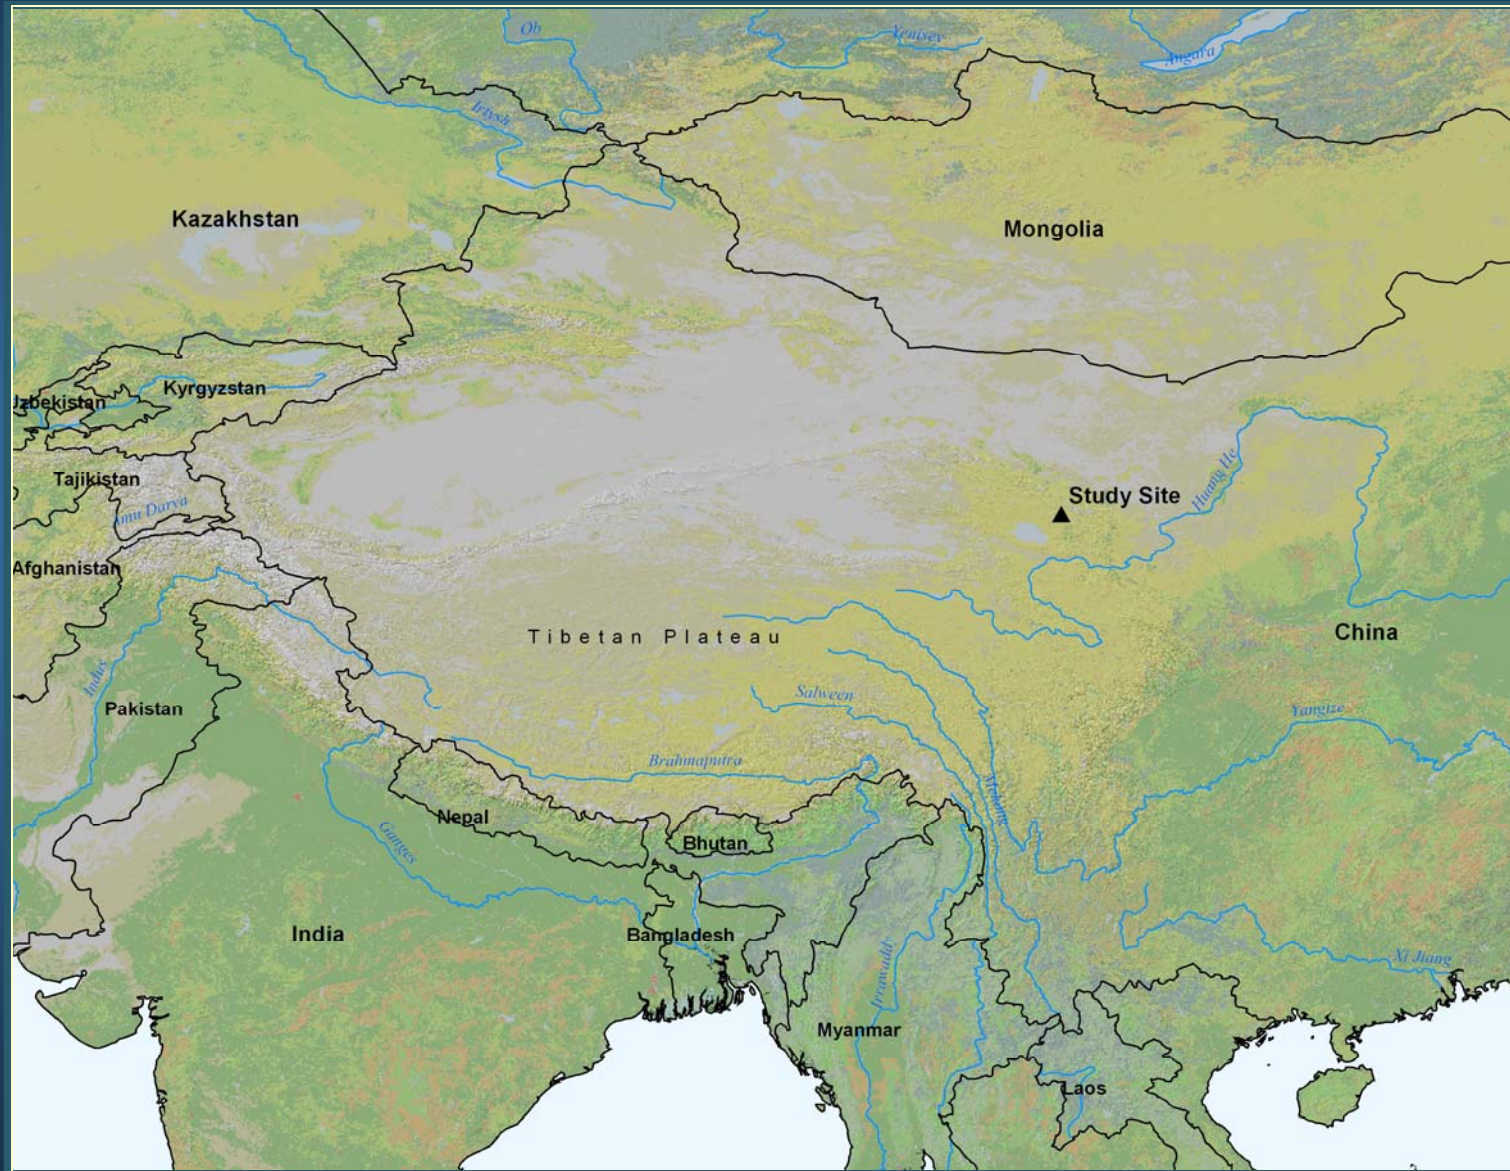 Ob
Yenisey
Angara
Irtysh
Kazakhstan
Mongolia
Kyrgyzstan
Uzbekistan
Huang He
Tajikistan
Study Site
Amu Darya
Afghanistan
China
Tibetan Plateau
Indus
Salween
Pakistan
Yangtze
Brahmaputra
Mekong
Nepal
Bhutan
Ganges
India
Bangladesh
Xi Jiang
Irrawaddy
Myanmar
Laos